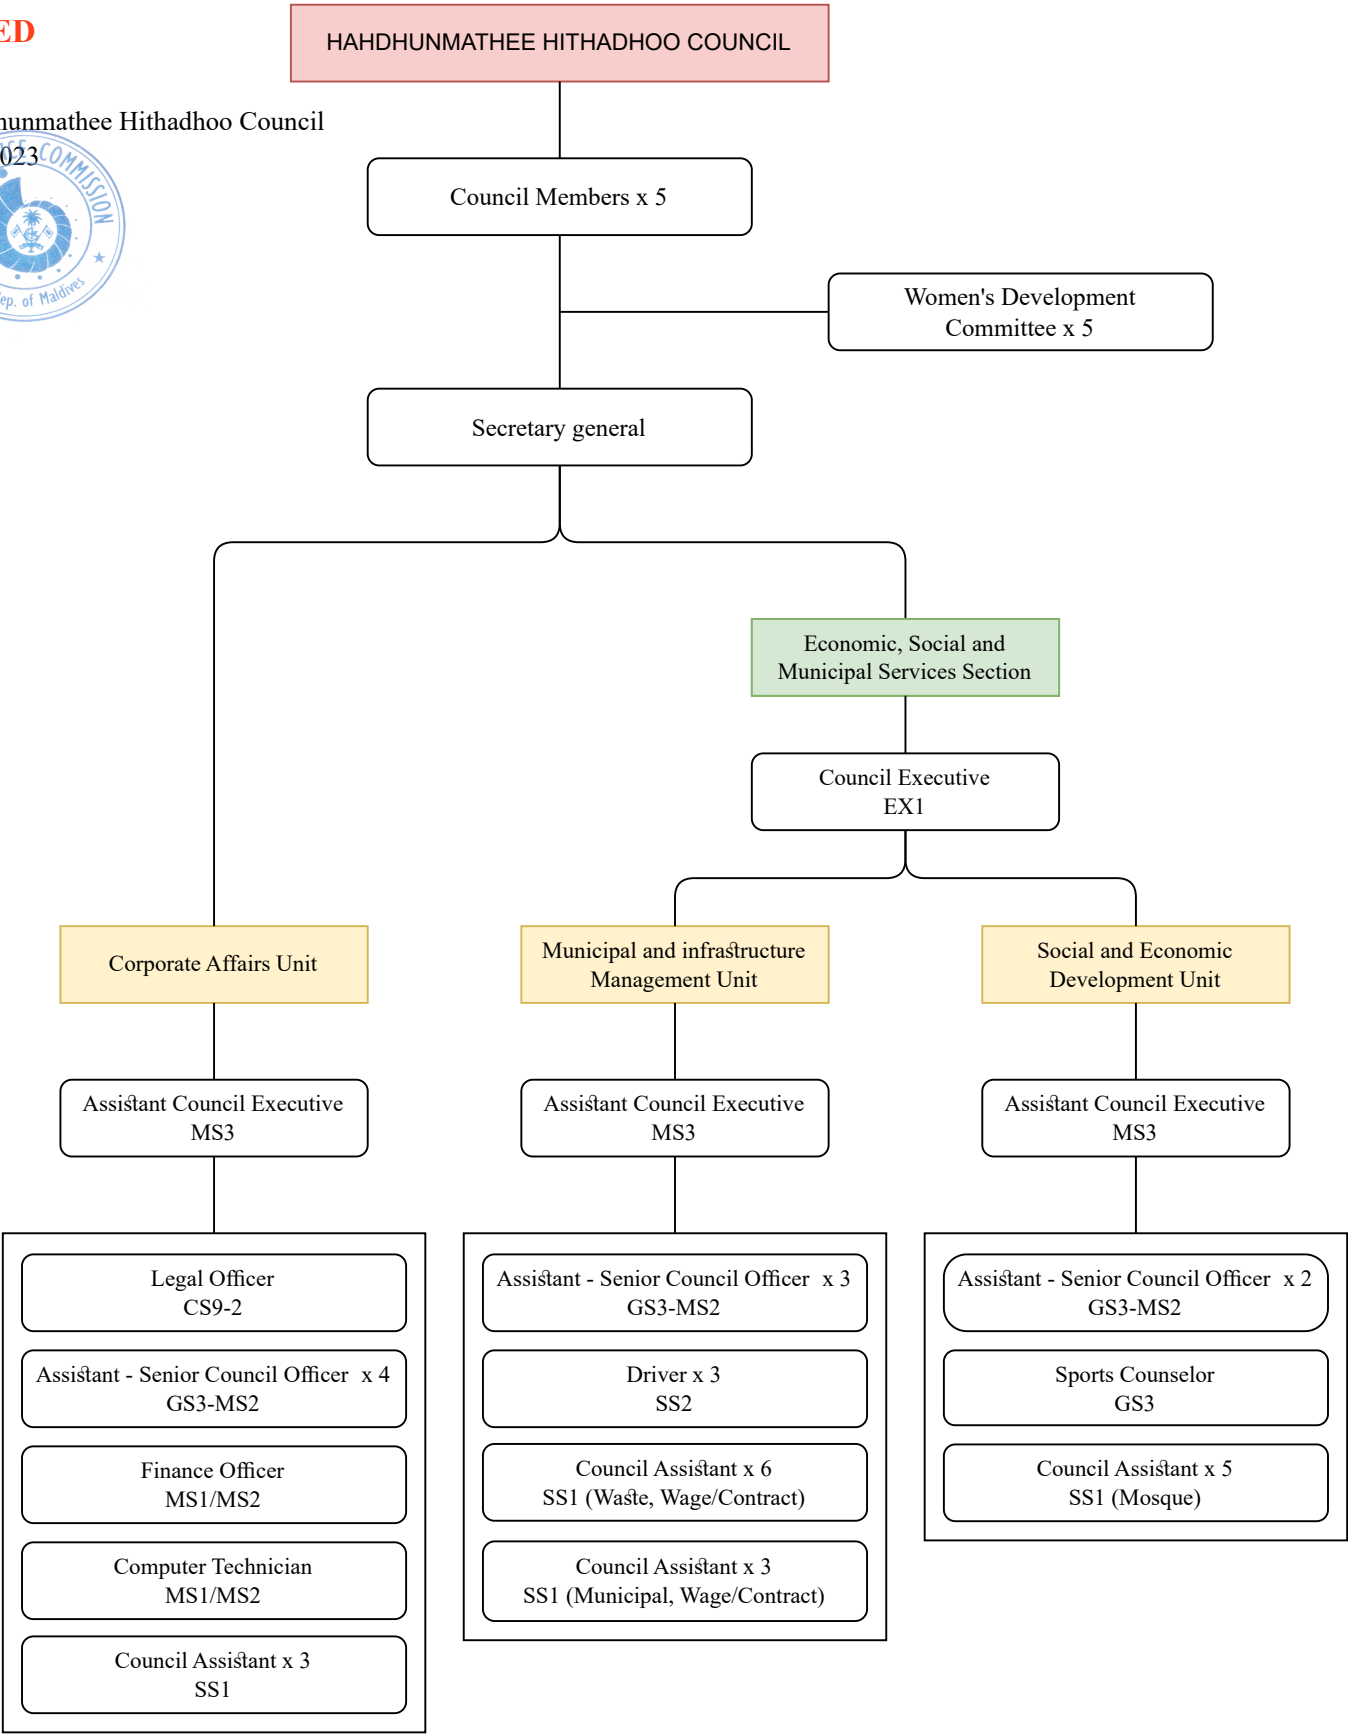 ED
HAHDHUNMATHEE HITHADHOO COUNCIL
hunmathee Hithadhoo Council
023
COMMISSION
ep. of Maldives
Council Members x 5
Women's Development
Committee x 5
Secretary general
Economic, Social and
Municipal Services Section
Council Executive
EX1
Corporate Affairs Unit
Municipal and infrastructure
Management Unit
Social and Economic
Development Unit
Assistant Council Executive
MS3
Assistant Council Executive
MS3
Assistant Council Executive
MS3
Legal Officer
CS9-2
Assistant - Senior Council Officer x 4
GS3-MS2
Finance Officer
MS1/MS2
Computer Technician
MS1/MS2
Council Assistant x 3
SS1
Assistant - Senior Council Officer x 3
GS3-MS2
Driver x 3
SS2
Council Assistant x 6
SS1 (Waste, Wage/Contract)
Council Assistant x 3
SS1 (Municipal, Wage/Contract)
Assistant - Senior Council Officer x 2
GS3-MS2
Sports Counselor
GS3
Council Assistant x 5
SS1 (Mosque)